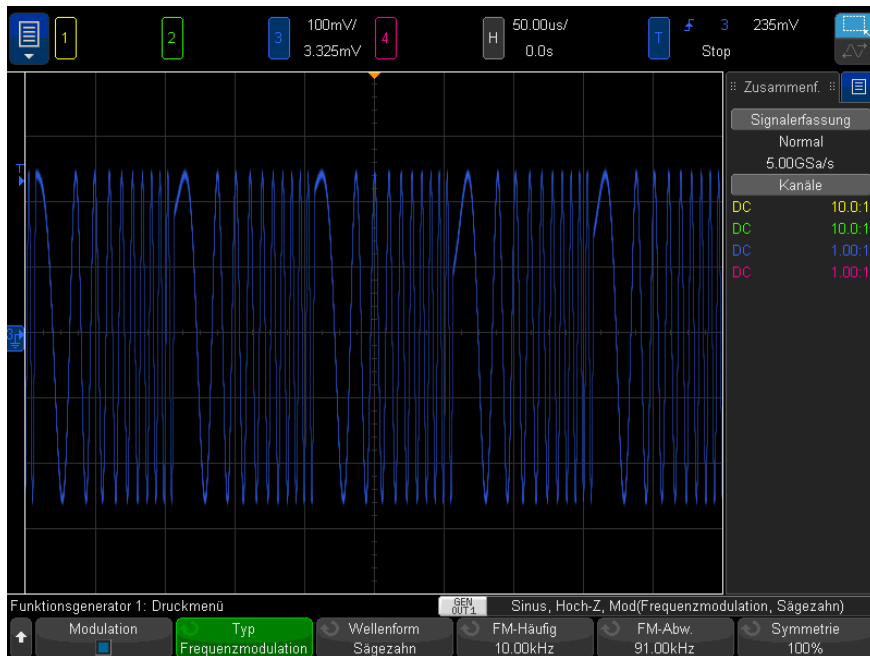 1 2 3 100mV/ 4 H 50.00us/ T 3 235mV
3.325mV 0.0s Stop
Zusammenf.
Signalerfassung
Normal
5.00GSa/s
Kanäle
DC 10.0:1
DC 10.0:1
DC 1.00:1
DC 1.00:1
T
3
Funktionsgenerator 1: Druckmenü
GEN OUT1 Sinus, Hoch-Z, Mod(Frequenzmodulation, Sägezahn)
Modulation Typ Wellenform FM-Häufig FM-Abw. Symmetrie
Frequenzmodulation Sägezahn 10.00kHz 91.00kHz 100%